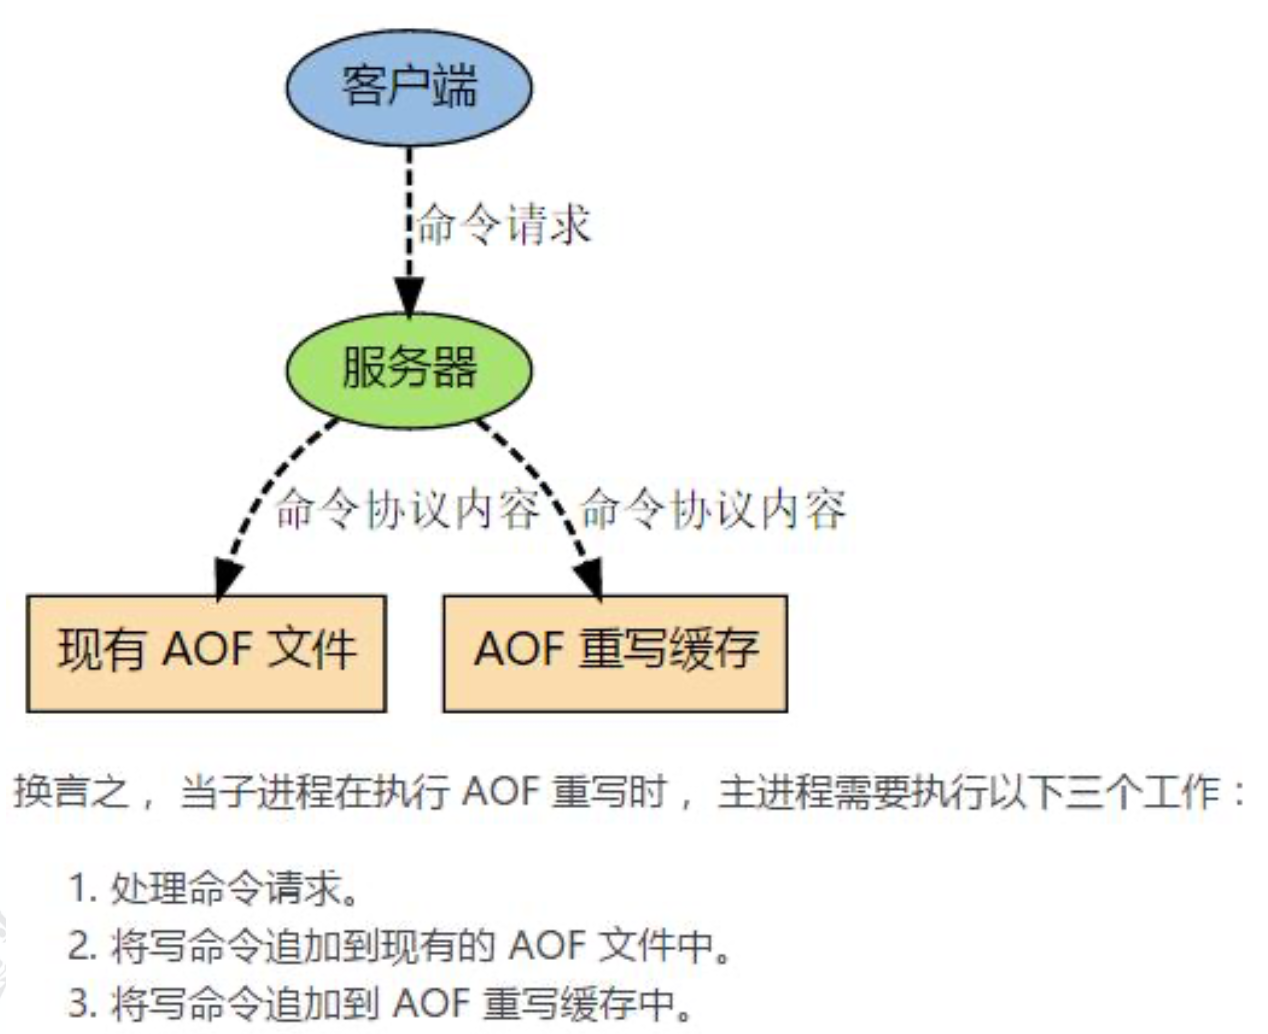 客户端
命令请求
服务器
命令协议内容 命令协议内容
现有 AOF 文件 AOF 重写缓存
换言之， 当子进程在执行 AOF 重写时， 主进程需要执行以下三个工作：
1. 处理命令请求。
2. 将写命令追加到现有的 AOF 文件中。
3. 将写命令追加到 AOF 重写缓存中。